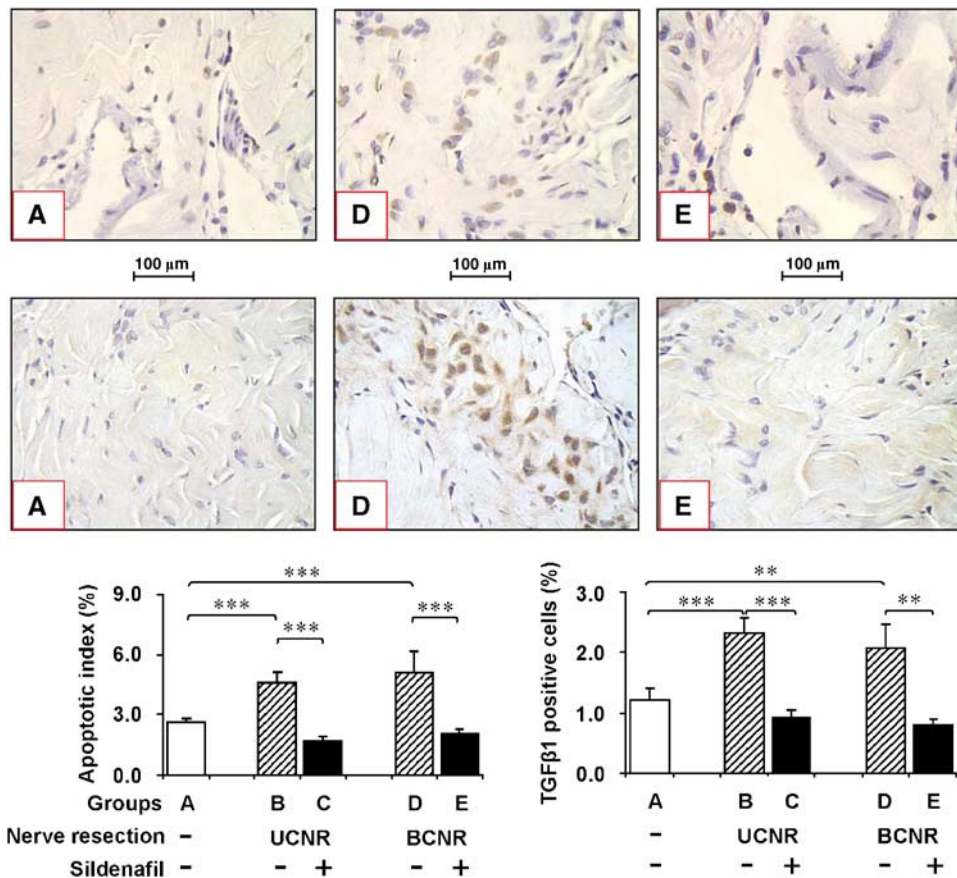 A
D
E
100 μm
100 μm
100 μm
A
D
E
Apoptotic index (%)
9.0
6.0
3.0
0.0
***
***
***
***
Groups A B C D E
Nerve resection - UCNR BCNR
Sildenafil - - + - +
TGFβ1 positive cells (%)
3.0
2.0
1.0
0.0
**
*** ***
**
A B C D E
- UCNR BCNR
- - + - +